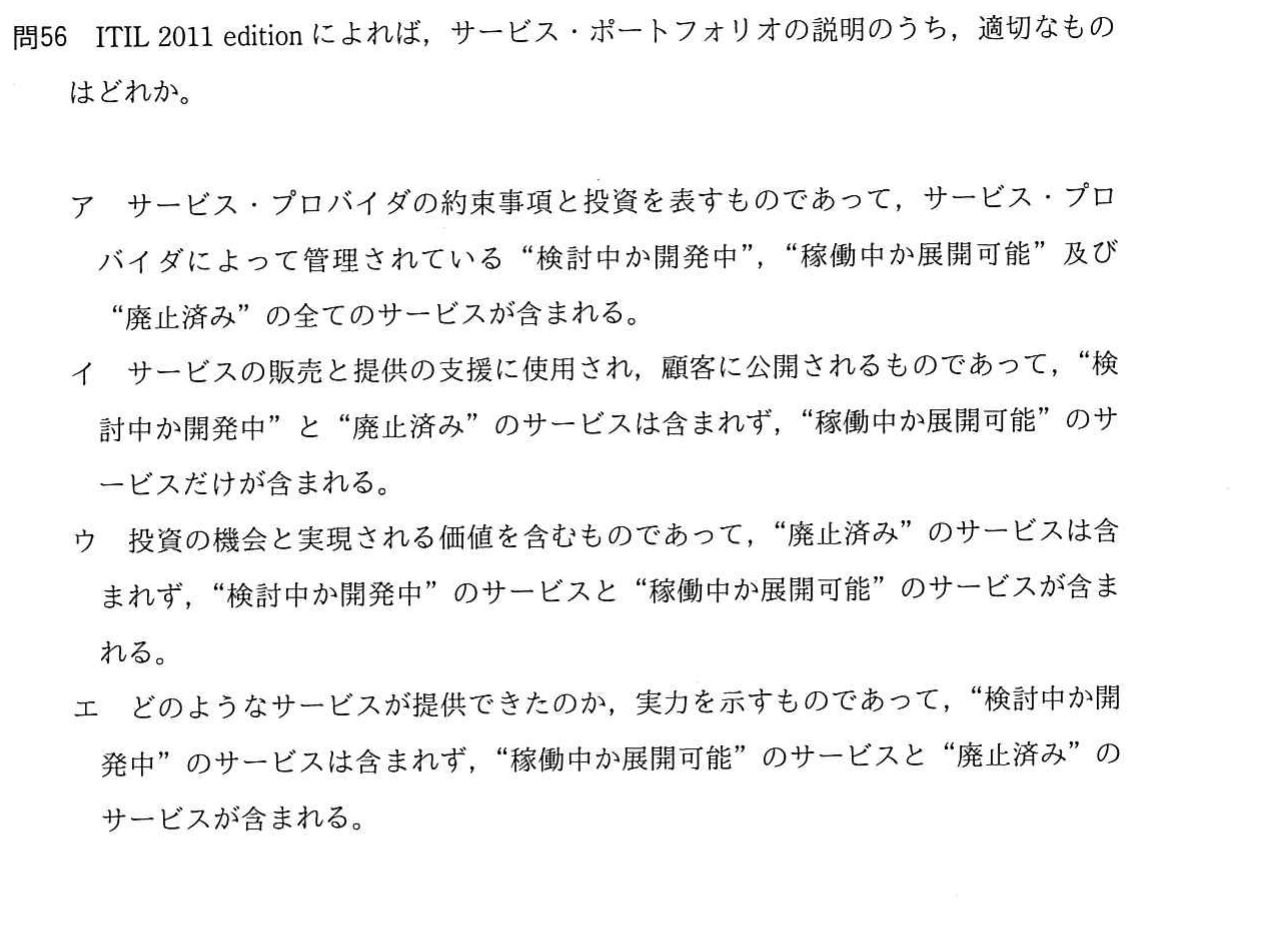 問56 ITIL 2011 edition によれば，サービス・ポートフォリオの説明のうち，適切なもの
はどれか。
ア サービス・プロバイダの約束事項と投資を表すものであって，サービス・プロ
バイダによって管理されている“検討中か開発中”，“稼働中か展開可能”及び
“廃止済み”の全てのサービスが含まれる。
イ サービスの販売と提供の支援に使用され，顧客に公開されるものであって，“検
討中か開発中”と“廃止済み”のサービスは含まれず，“稼働中か展開可能”のサ
ービスだけが含まれる。
ウ 投資の機会と実現される価値を含むものであって，“廃止済み”のサービスは含
まれず，“検討中か開発中”のサービスと“稼働中か展開可能”のサービスが含ま
れる。
エ どのようなサービスが提供できたのか，実力を示すものであって，“検討中か開
発中”のサービスは含まれず，“稼働中か展開可能”のサービスと“廃止済み”の
サービスが含まれる。